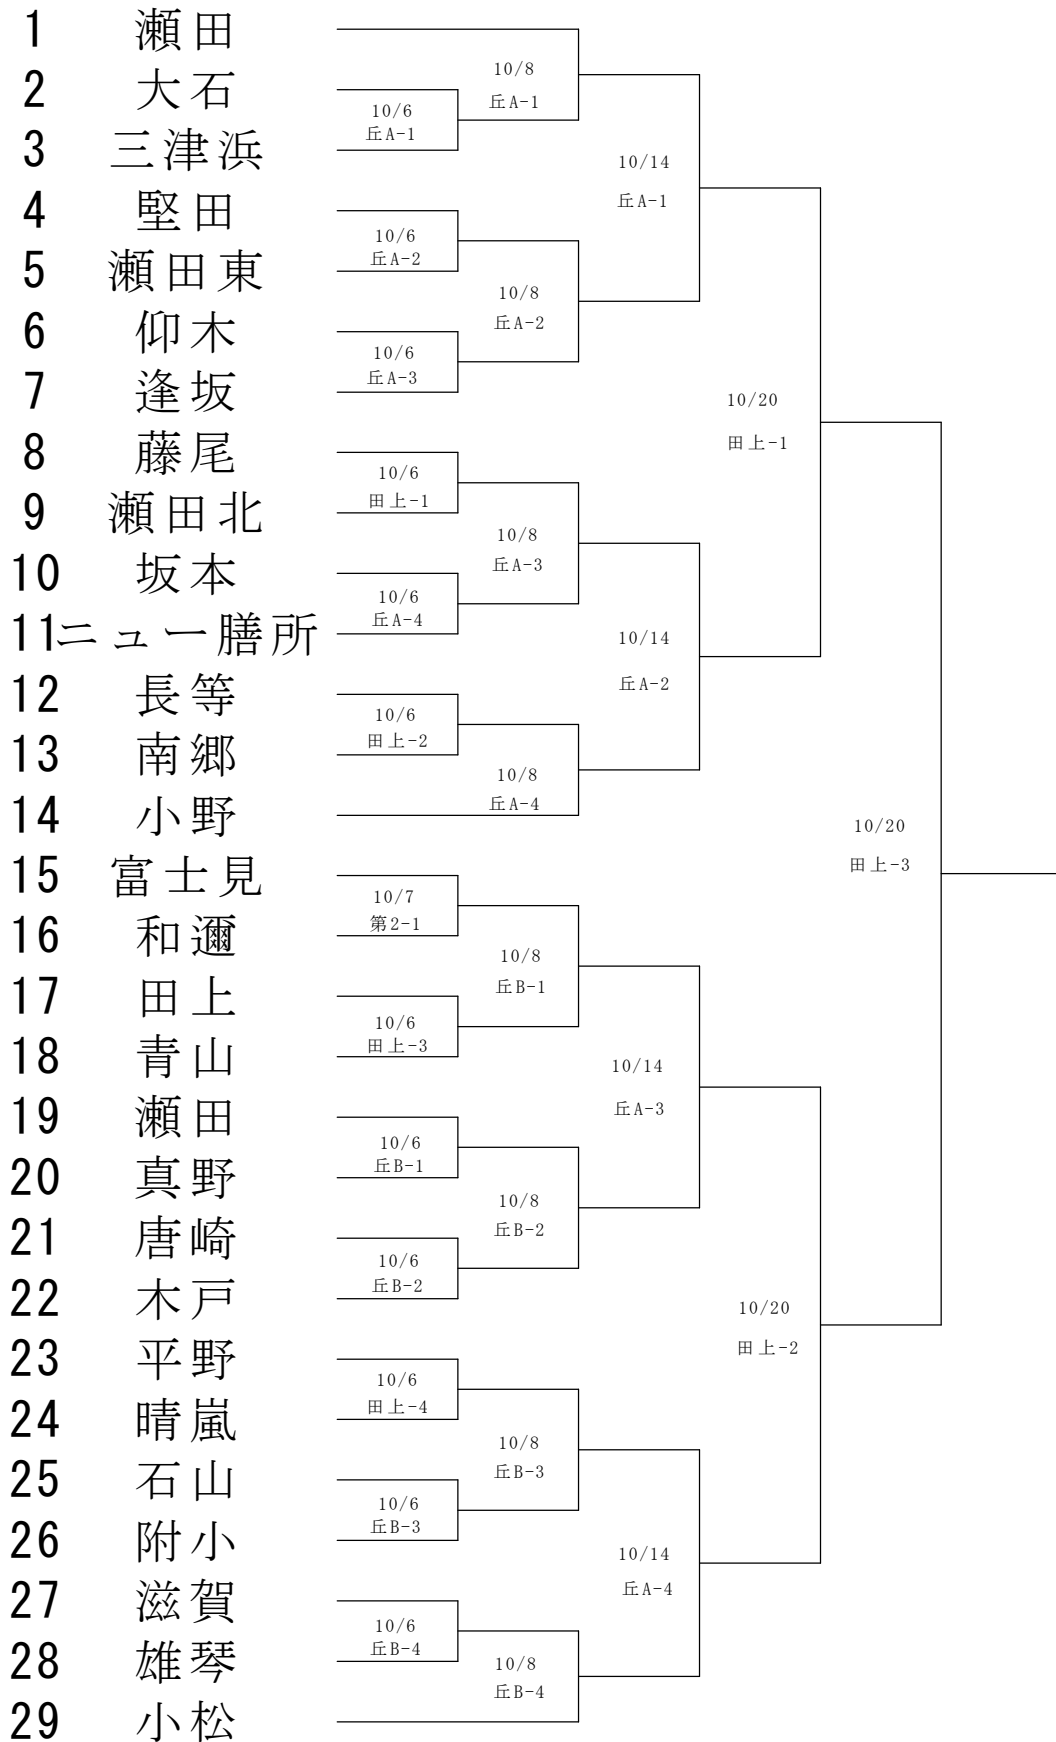 1 瀬田
2 大石
3 三津浜
4 堅田
5 瀬田東
6 仰木
7 逢坂
8 藤尾
9 瀬田北
10 坂本
11 ニュー膳所
12 長等
13 南郷
14 小野
15 富士見
16 和邇
17 田上
18 青山
19 瀬田
20 真野
21 唐崎
22 木戸
23 平野
24 晴嵐
25 石山
26 附小
27 滋賀
28 雄琴
29 小松
10/6
丘A-1
10/6
丘A-2
10/6
丘A-3
10/6
田上-1
10/6
丘A-4
10/6
田上-2
10/7
第2-1
10/6
田上-3
10/6
丘B-1
10/6
丘B-2
10/6
田上-4
10/6
丘B-3
10/6
丘B-4
10/8
丘A-1
10/8
丘A-2
10/8
丘A-3
10/8
丘A-4
10/8
丘B-1
10/8
丘B-2
10/8
丘B-3
10/8
丘B-4
10/14
丘A-1
10/14
丘A-2
10/14
丘A-3
10/14
丘A-4
10/20
田上-1
10/20
田上-2
10/20
田上-3